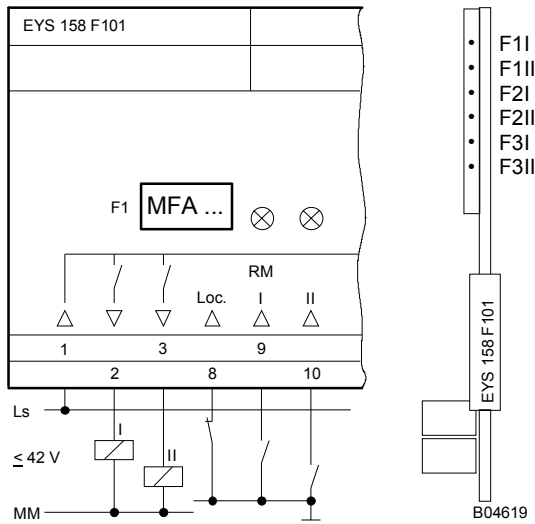 EYS 158 F101
F1 MFA ...
RM
Loc. I II
1 3 9
2 8 10
Ls
I
≤ 42 V
II
MM
F1I
F1II
F2I
F2II
F3I
F3II
EYS 158 F101
B04619